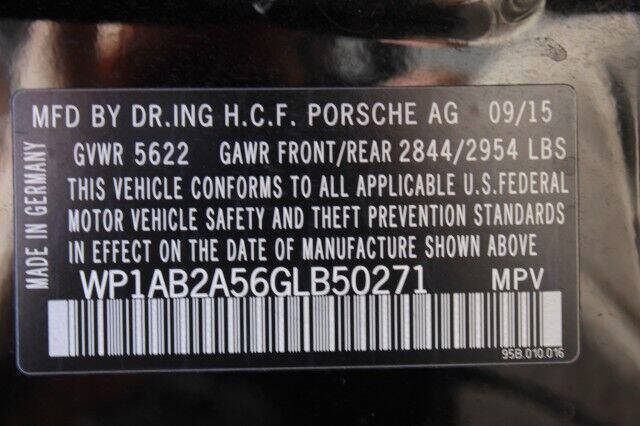 MFD BY DR.ING H.C.F. PORSCHE AG 09/15
GVWR 5622 GAWR FRONT/REAR 2844/2954 LBS
THIS VEHICLE CONFORMS TO ALL APPLICABLE U.S.FEDERAL
MOTOR VEHICLE SAFETY AND THEFT PREVENTION STANDARDS
IN EFFECT ON THE DATE OF MANUFACTURE SHOWN ABOVE
WP1AB2A56GLB50271 MPV
95B.010.016
MADE IN GERMANY